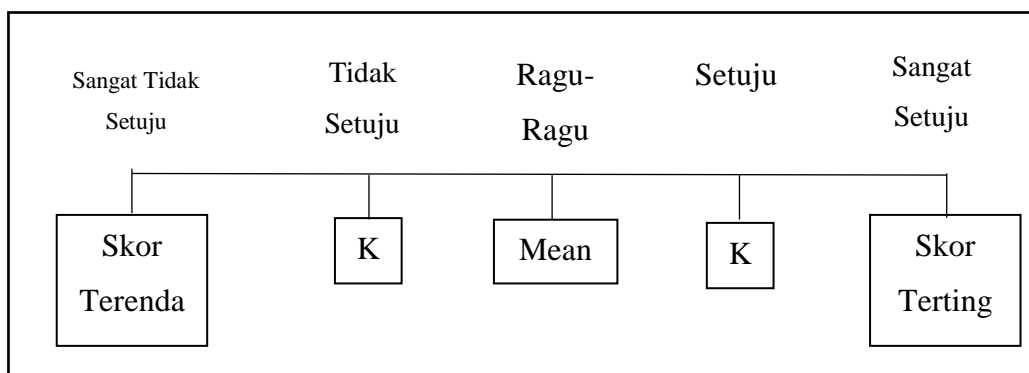 Sangat Tidak
Setuju
Tidak
Setuju
Ragu-
Ragu
Setuju
Sangat
Setuju
Skor
Terenda
K
Mean
K
Skor
Terting